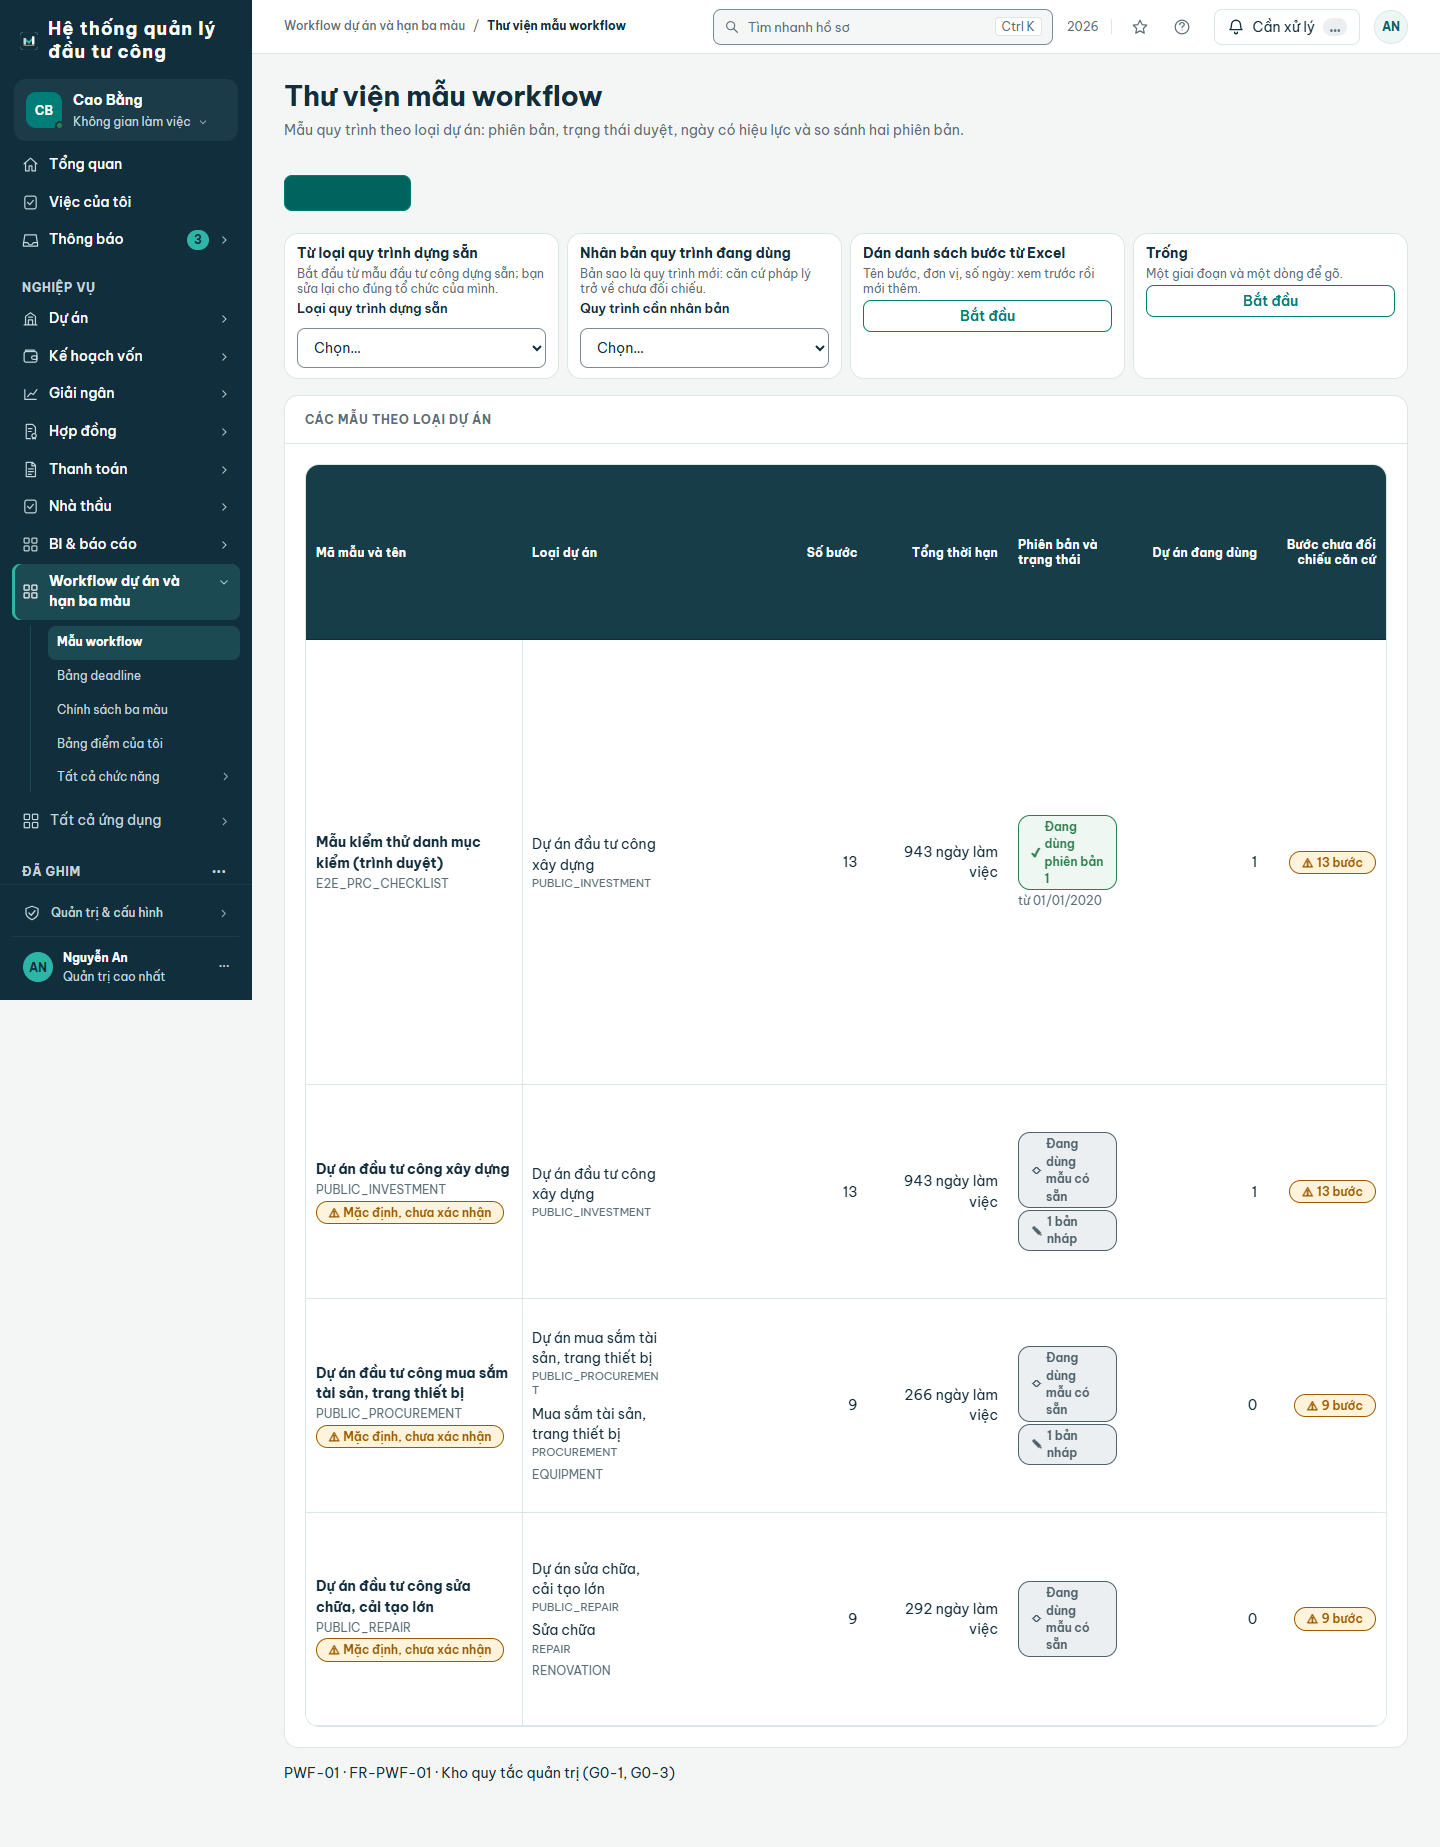 Hệ thống quản lý
đầu tư công
CB
Cao Bằng
Không gian làm việc
Tổng quan
Việc của tôi
Thông báo
3
NGHIỆP VỤ
Dự án
Kế hoạch vốn
Giải ngân
Hợp đồng
Thanh toán
Nhà thầu
BI & báo cáo
Workflow dự án và
hạn ba màu
Mẫu workflow
Bảng deadline
Chính sách ba màu
Bảng điểm của tôi
Tất cả chức năng
Tất cả ứng dụng
ĐÃ GHIM
Quản trị & cấu hình
AN
Nguyễn An
Quản trị cao nhất
Workflow dự án và hạn ba màu / Thư viện mẫu workflow
Tìm nhanh hồ sơ
Ctrl K
2026
Cần xử lý
...
AN
Thư viện mẫu workflow
Mẫu quy trình theo loại dự án: phiên bản, trạng thái duyệt, ngày có hiệu lực và so sánh hai phiên bản.
Từ loại quy trình dựng sẵn
Bắt đầu từ mẫu đầu tư công dựng sẵn; bạn
sửa lại cho đúng tổ chức của mình.
Loại quy trình dựng sẵn
Chọn...
Nhân bản quy trình đang dùng
Bản sao là quy trình mới: căn cứ pháp lý
trở về chưa đối chiếu.
Quy trình cần nhân bản
Chọn...
Dán danh sách bước từ Excel
Tên bước, đơn vị, số ngày: xem trước rồi
mới thêm.
Bắt đầu
Trống
Một giai đoạn và một dòng để gõ.
Bắt đầu
CÁC MẪU THEO LOẠI DỰ ÁN
Mã mẫu và tên
Loại dự án
Số bước
Tổng thời hạn
Phiên bản và
trạng thái
Dự án đang dùng
Bước chưa đối
chiếu căn cứ
Mẫu kiểm thử danh mục
kiểm (trình duyệt)
E2E_PRC_CHECKLIST
Dự án đầu tư công
xây dựng
PUBLIC_INVESTMENT
13
943 ngày làm
việc
Đang
dùng
phiên bản
1
từ 01/01/2020
1
13 bước
Dự án đầu tư công xây dựng
PUBLIC_INVESTMENT
Mặc định, chưa xác nhận
Dự án đầu tư công
xây dựng
PUBLIC_INVESTMENT
13
943 ngày làm
việc
Đang
dùng
mẫu có
sẵn
1 bản
nháp
1
13 bước
Dự án đầu tư công mua sắm
tài sản, trang thiết bị
PUBLIC_PROCUREMENT
Mặc định, chưa xác nhận
Dự án mua sắm tài
sản, trang thiết bị
PUBLIC_PROCUREMEN
T
Mua sắm tài sản,
trang thiết bị
PROCUREMENT
EQUIPMENT
9
266 ngày làm
việc
Đang
dùng
mẫu có
sẵn
1 bản
nháp
0
9 bước
Dự án đầu tư công sửa
chữa, cải tạo lớn
PUBLIC_REPAIR
Mặc định, chưa xác nhận
Dự án sửa chữa,
cải tạo lớn
PUBLIC_REPAIR
Sửa chữa
REPAIR
RENOVATION
9
292 ngày làm
việc
Đang
dùng
mẫu có
sẵn
0
9 bước
PWF-01 · FR-PWF-01 · Kho quy tắc quản trị (G0-1, G0-3)